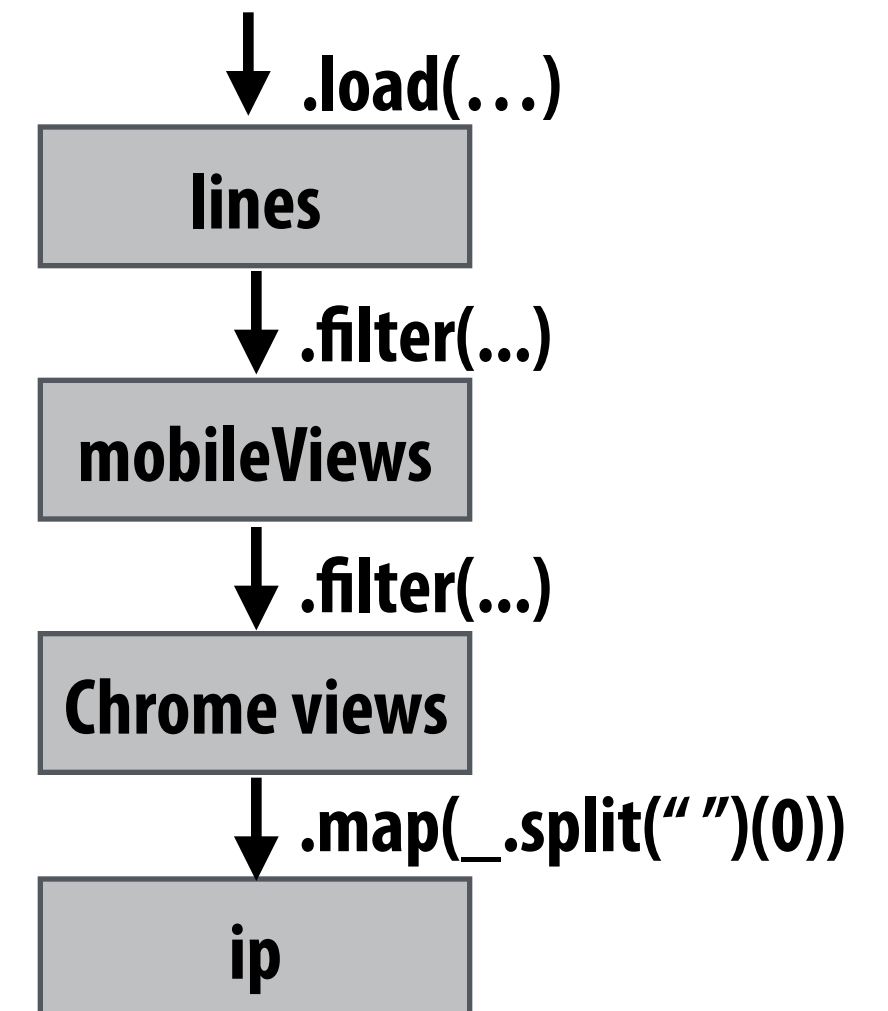 .load(...)
lines
.filter(...)
mobileViews
.filter(...)
Chrome views
.map(_.split(“ ”)(0))
ip